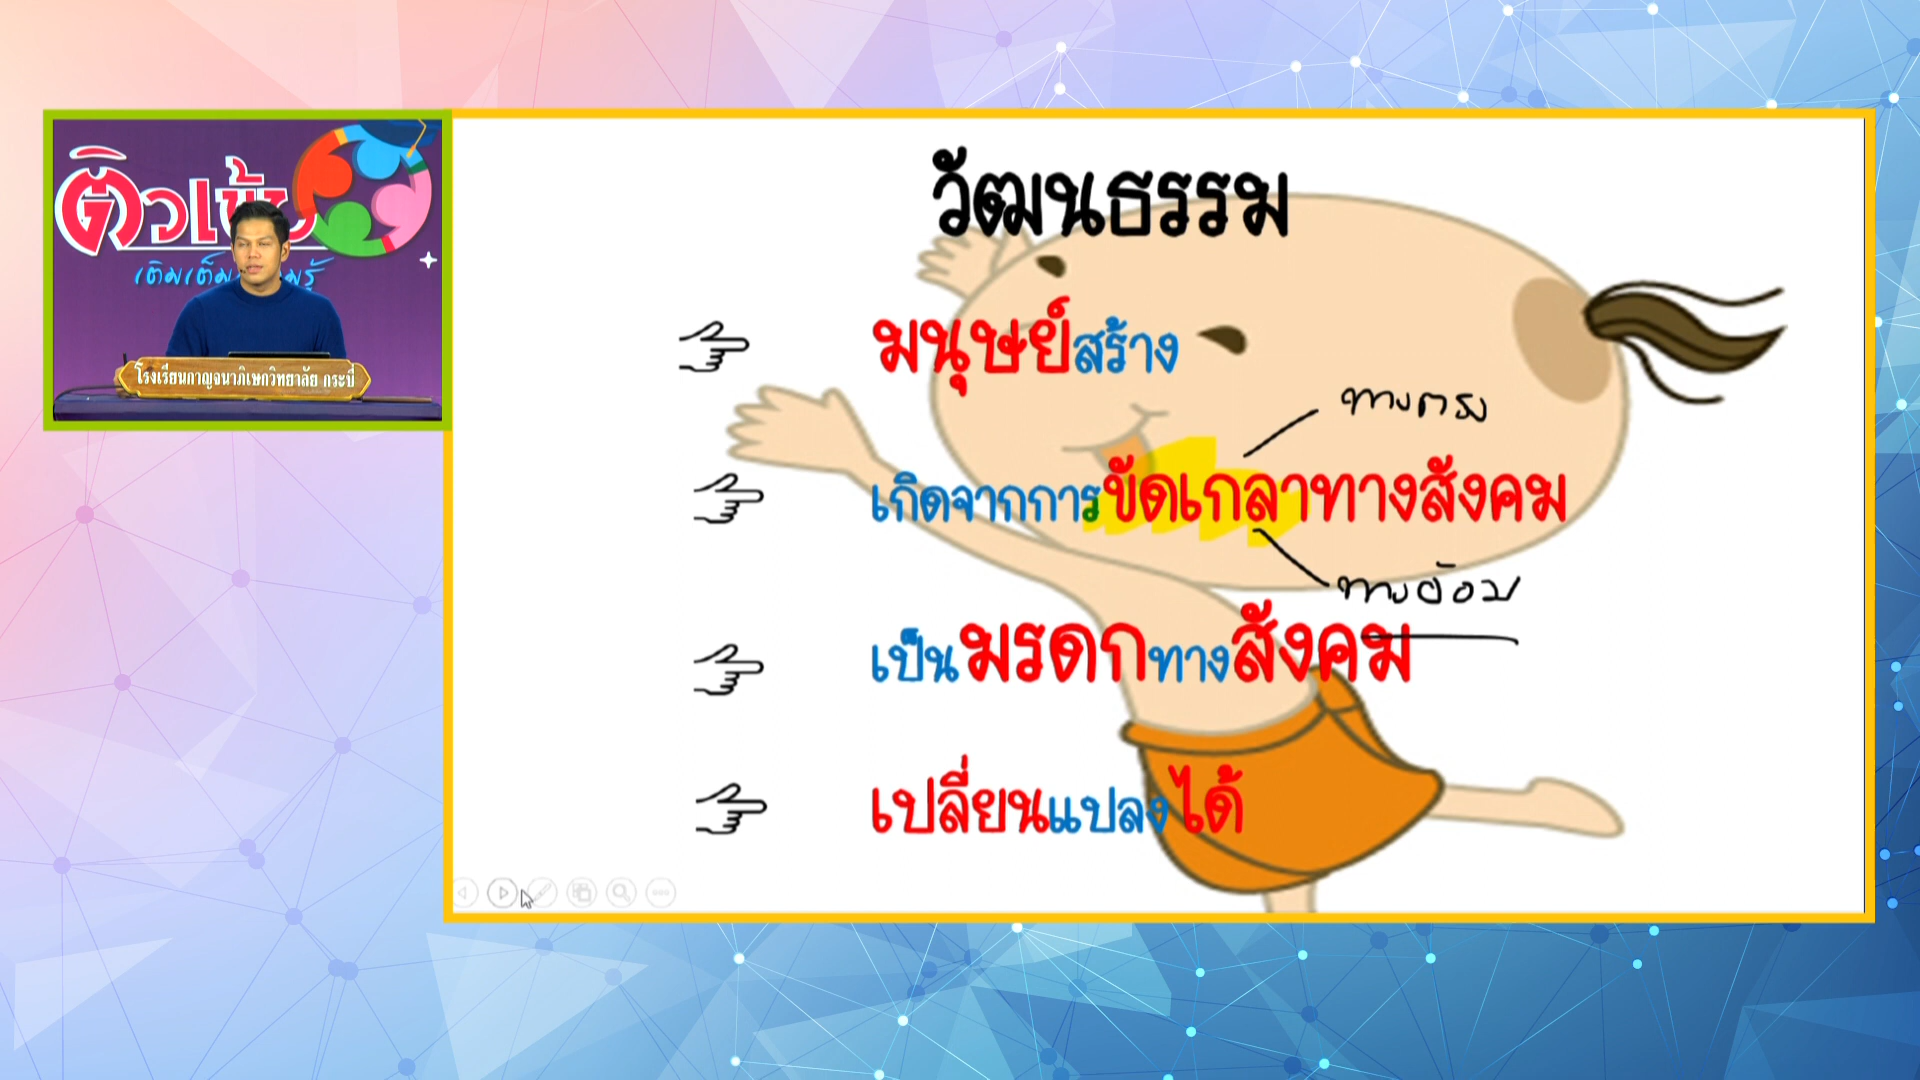 ติวเข้ม
เติมเต็มความรู้
โรงเรียนกาญจนาภิเษกวิทยาลัย กระบี่
วัฒนธรรม
มนุษย์สร้าง
ทางตรง
เกิดจากการขัดเกลาทางสังคม
ทางอ้อม
เป็นมรดกทางสังคม
เปลี่ยนแปลงได้